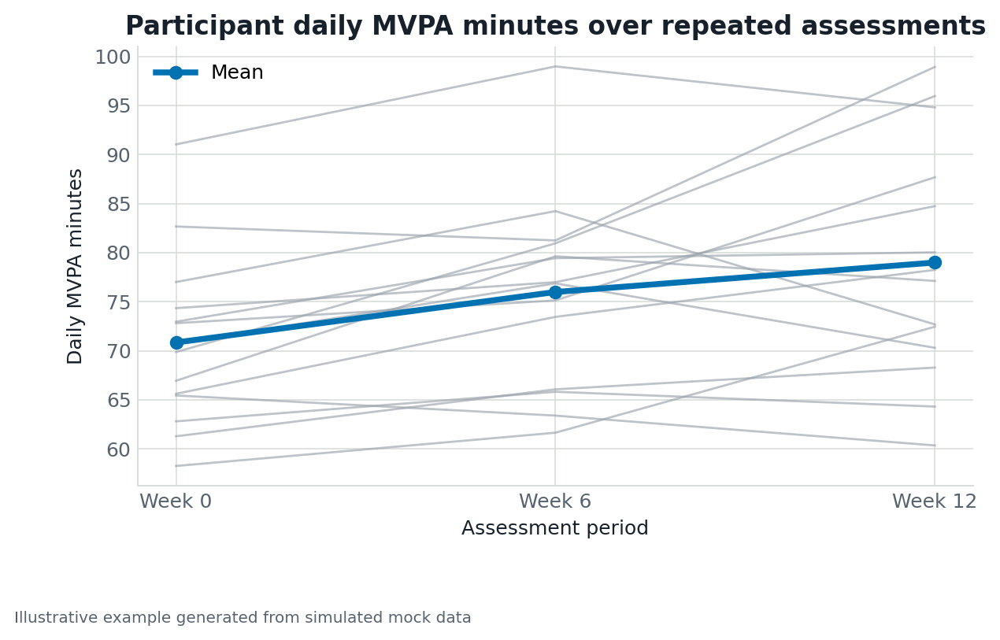 Participant daily MVPA minutes over repeated assessments
Mean
Daily MVPA minutes
100
95
90
85
80
75
70
65
60
Week 0
Week 6
Week 12
Assessment period
Illustrative example generated from simulated mock data